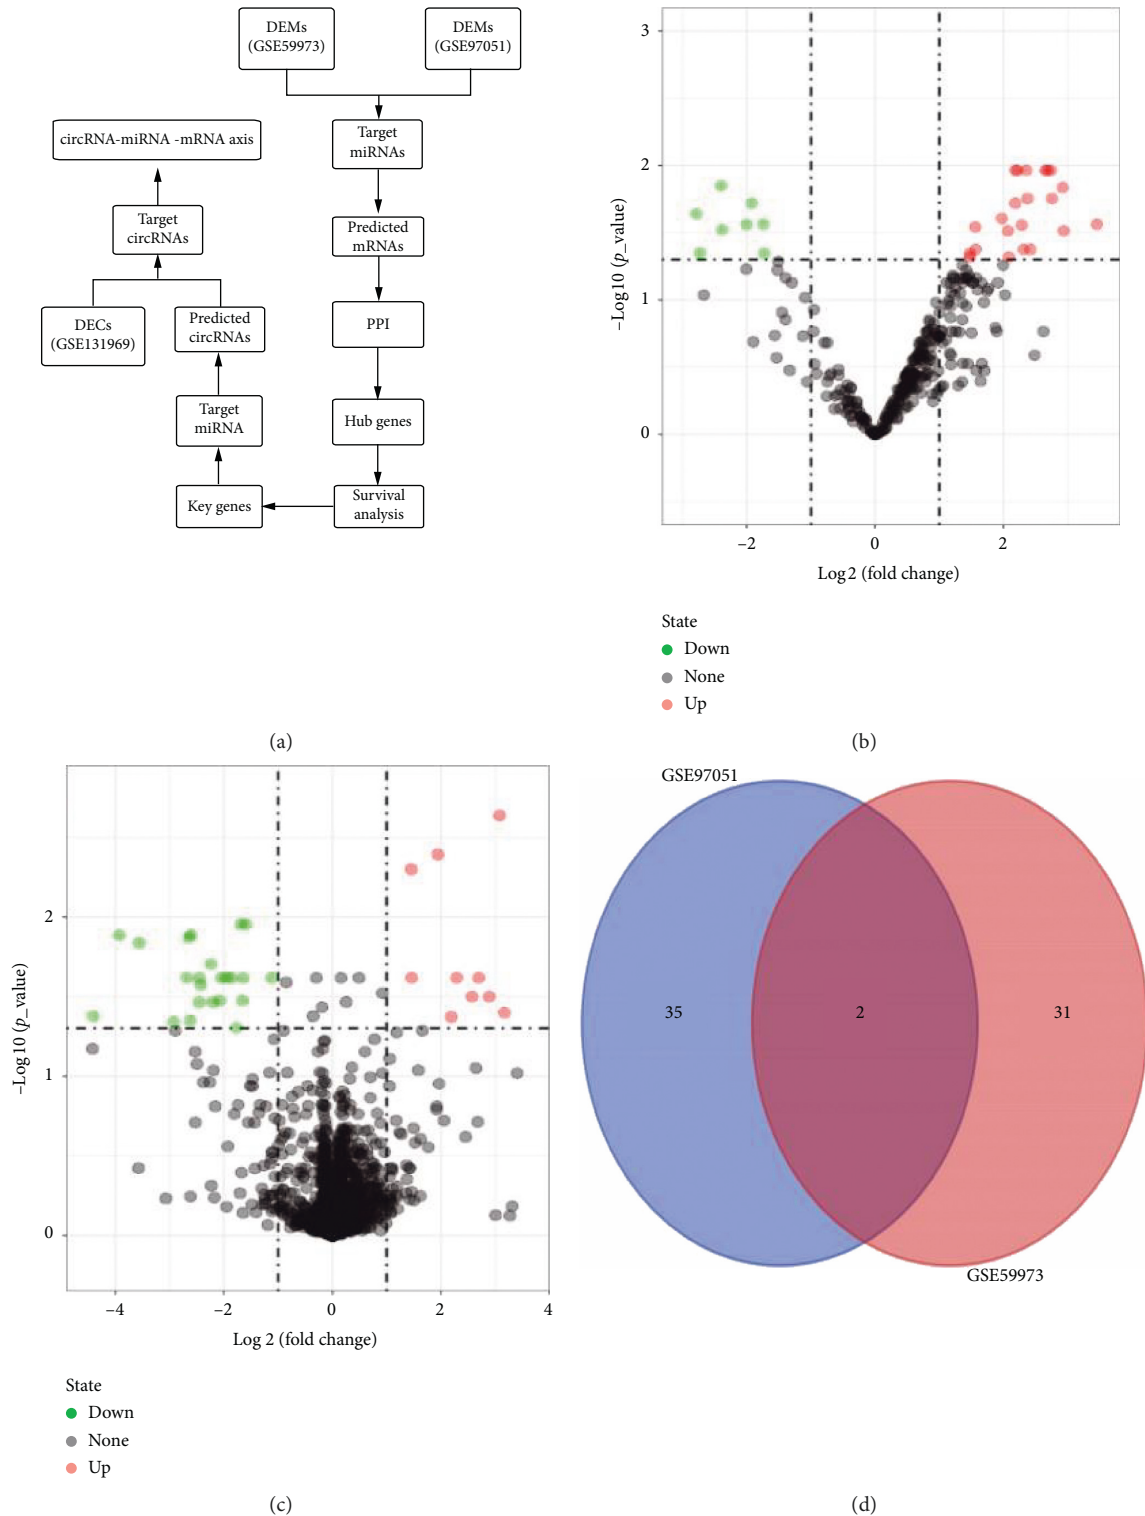 DEMs
(GSE59973)
DEMs
(GSE97051)
Target
miRNAs
circRNA-miRNA -mRNA axis
Target
circRNAs
Predicted
mRNAs
DECs
(GSE131969)
Predicted
circRNAs
PPI
Target
miRNA
Hub genes
Key genes
Survival
analysis
(a)
3
2
1
0
−Log10 (p_value)
−2
0
2
Log2 (fold change)
State
Down
None
Up
(b)
2
1
0
−Log10 (p_value)
−4
−2
0
2
4
Log 2 (fold change)
State
Down
None
Up
(c)
GSE97051
35
2
31
GSE59973
(d)